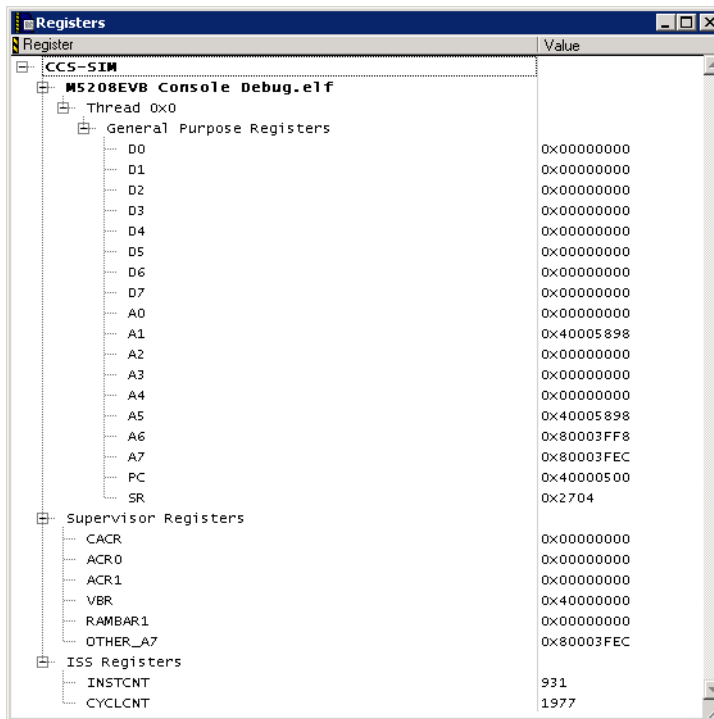 Registers
Register Value
CCS-SIM
M5208EVB Console Debug.elf
Thread 0x0
General Purpose Registers
D0 0x00000000
D1 0x00000000
D2 0x00000000
D3 0x00000000
D4 0x00000000
D5 0x00000000
D6 0x00000000
D7 0x00000000
A0 0x00000000
A1 0x40005898
A2 0x00000000
A3 0x00000000
A4 0x00000000
A5 0x40005898
A6 0x80003FF8
A7 0x80003FEC
PC 0x40000500
SR 0x2704
Supervisor Registers
CACR 0x00000000
ACR0 0x00000000
ACR1 0x00000000
VBR 0x40000000
RAMBAR1 0x00000000
OTHER_A7 0x80003FEC
ISS Registers
INSTCNT 931
CYCLCNT 1977